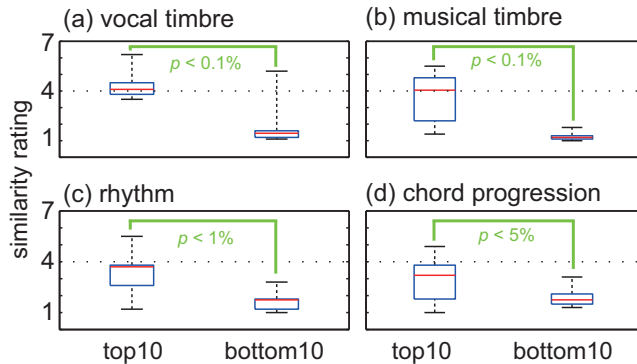 (a) vocal timbre
(b) musical timbre
7
4
1
p < 0.1%
p < 0.1%
similarity rating
(c) rhythm
(d) chord progression
7
4
1
p < 1%
p < 5%
top10 bottom10 top10 bottom10